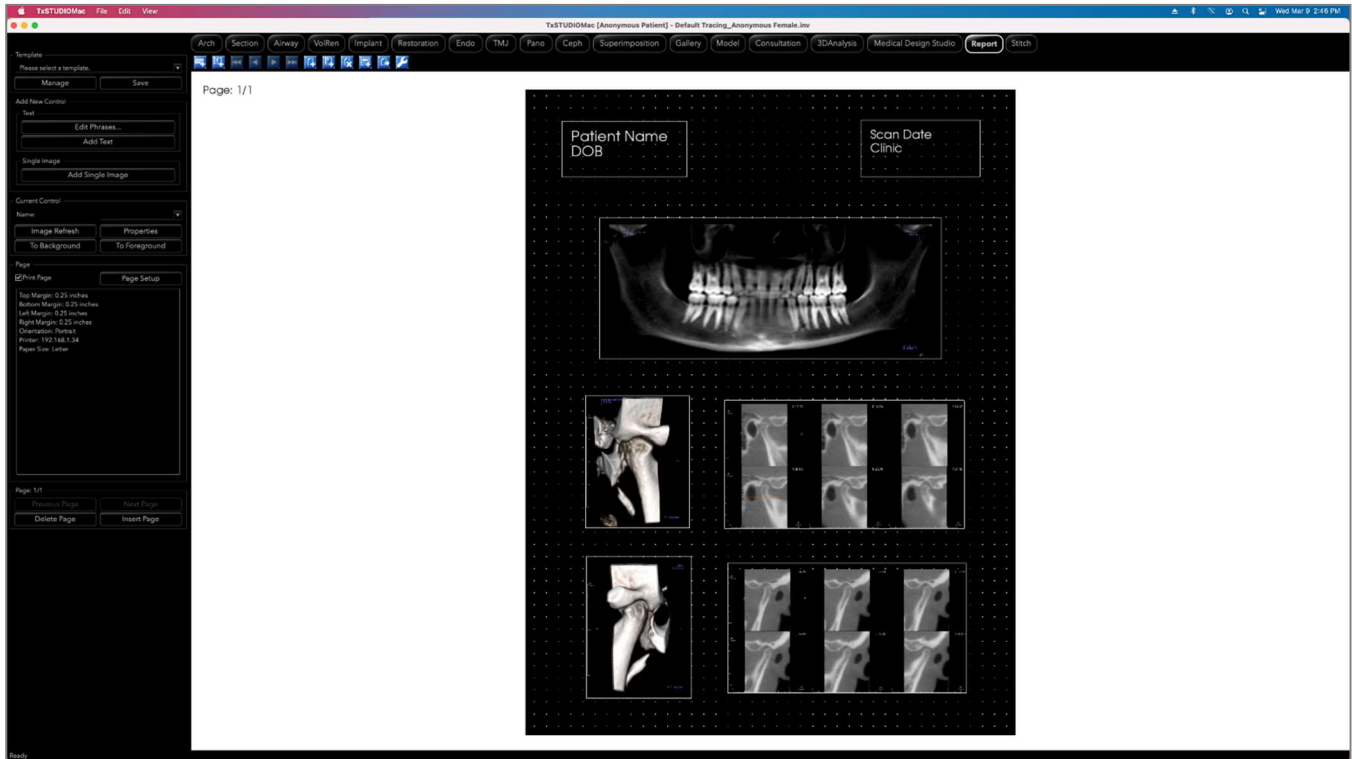 TxSTUDIOMac File Edit View
Wed Mar 9 2:46 PM
TxSTUDIOMac [Anonymous Patient] - Default Tracing_Anonymous Female.inv
Arch Section Airway VolRen Implant Restoration Endo TMJ Pano Ceph Superimposition Gallery Model Consultation 3DAnalysis Medical Design Studio Report Stitch
Template
Please select a template.
Manage Save
Add New Control
Text
Edit Phrases...
Add Text
Single Image
Add Single Image
Current Control
Name:
Image Refresh Properties
To Background To Foreground
Page
Print Page Page Setup
Top Margin: 0.25 inches
Bottom Margin: 0.25 inches
Left Margin: 0.25 inches
Right Margin: 0.25 inches
Orientation: Portrait
Printer: 192.168.1.34
Paper Size: Letter
Page: 1/1
Previous Page Next Page
Delete Page Insert Page
Ready
Page: 1/1
Patient Name
DOB
Scan Date
Clinic